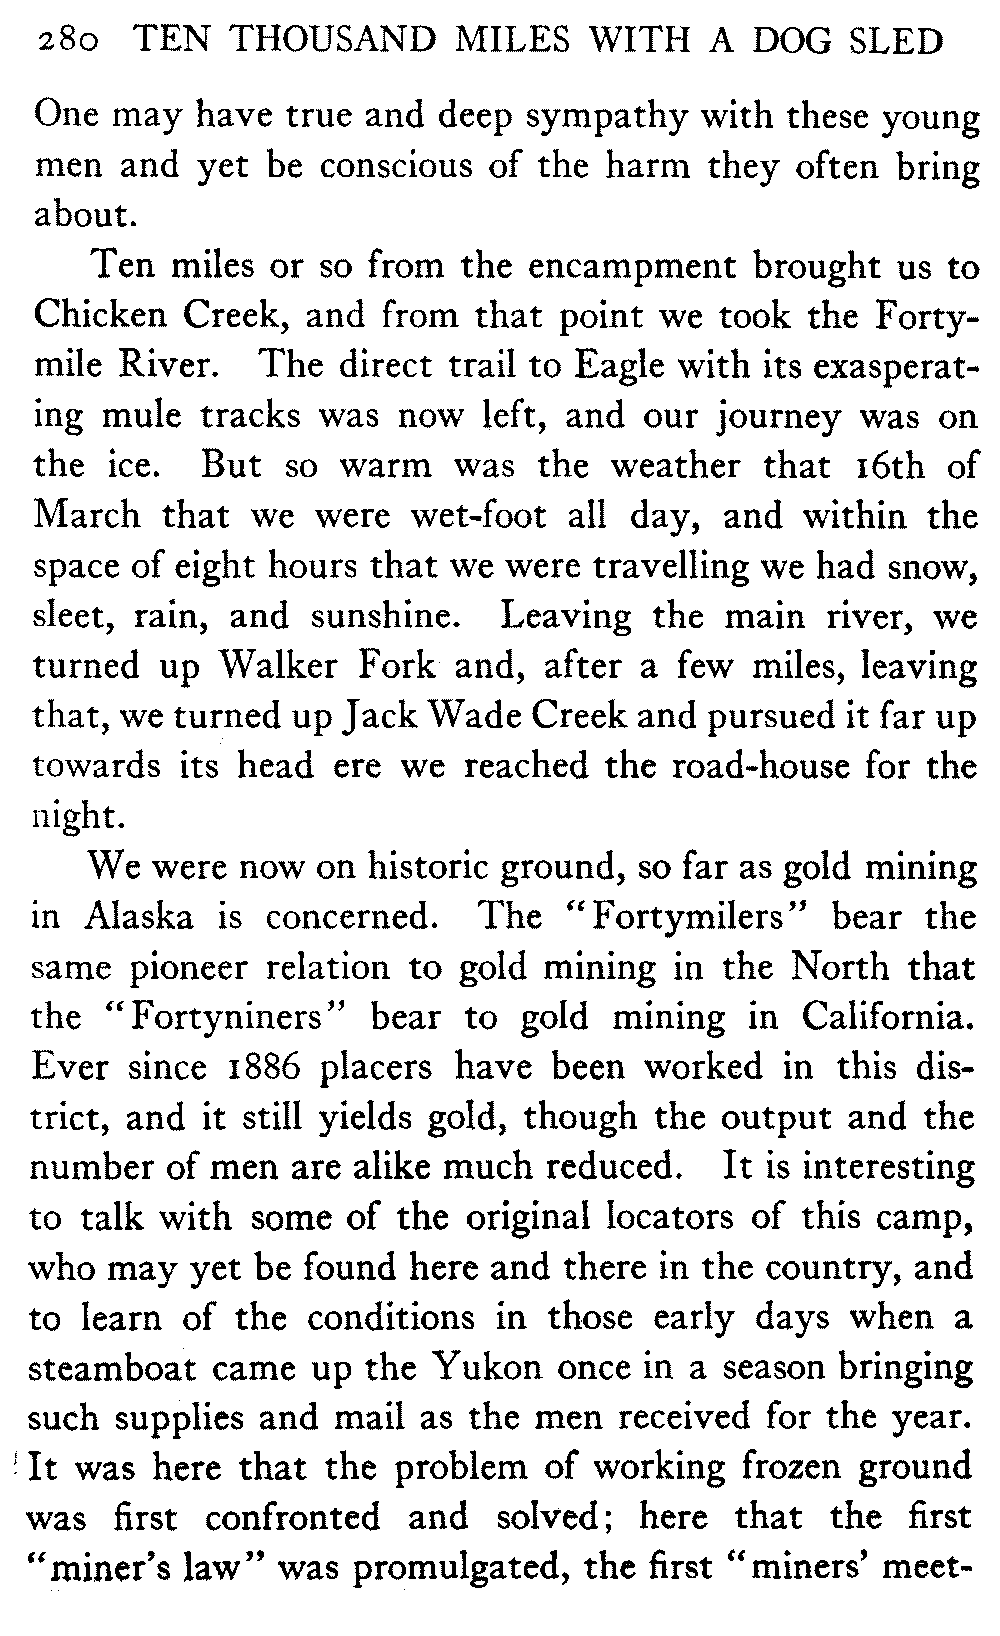 280 TEN THOUSAND MILES WITH A DOG SLED
One may have true and deep sympathy with these young
men and yet be conscious of the harm they often bring
about.
Ten miles or so from the encampment brought us to
Chicken Creek, and from that point we took the Forty-
mile River. The direct trail to Eagle with its exasperat-
ing mule tracks was now left, and our journey was on
the ice. But so warm was the weather that 16th of
March that we were wet-foot all day, and within the
space of eight hours that we were travelling we had snow,
sleet, rain, and sunshine. Leaving the main river, we
turned up Walker Fork and, after a few miles, leaving
that, we turned up Jack Wade Creek and pursued it far up
towards its head ere we reached the road-house for the
night.
We were now on historic ground, so far as gold mining
in Alaska is concerned. The “Fortymilers” bear the
same pioneer relation to gold mining in the North that
the “Fortyniners” bear to gold mining in California.
Ever since 1886 placers have been worked in this dis-
trict, and it still yields gold, though the output and the
number of men are alike much reduced. It is interesting
to talk with some of the original locators of this camp,
who may yet be found here and there in the country, and
to learn of the conditions in those early days when a
steamboat came up the Yukon once in a season bringing
such supplies and mail as the men received for the year.
It was here that the problem of working frozen ground
was first confronted and solved; here that the first
“miner’s law” was promulgated, the first “miners’ meet-